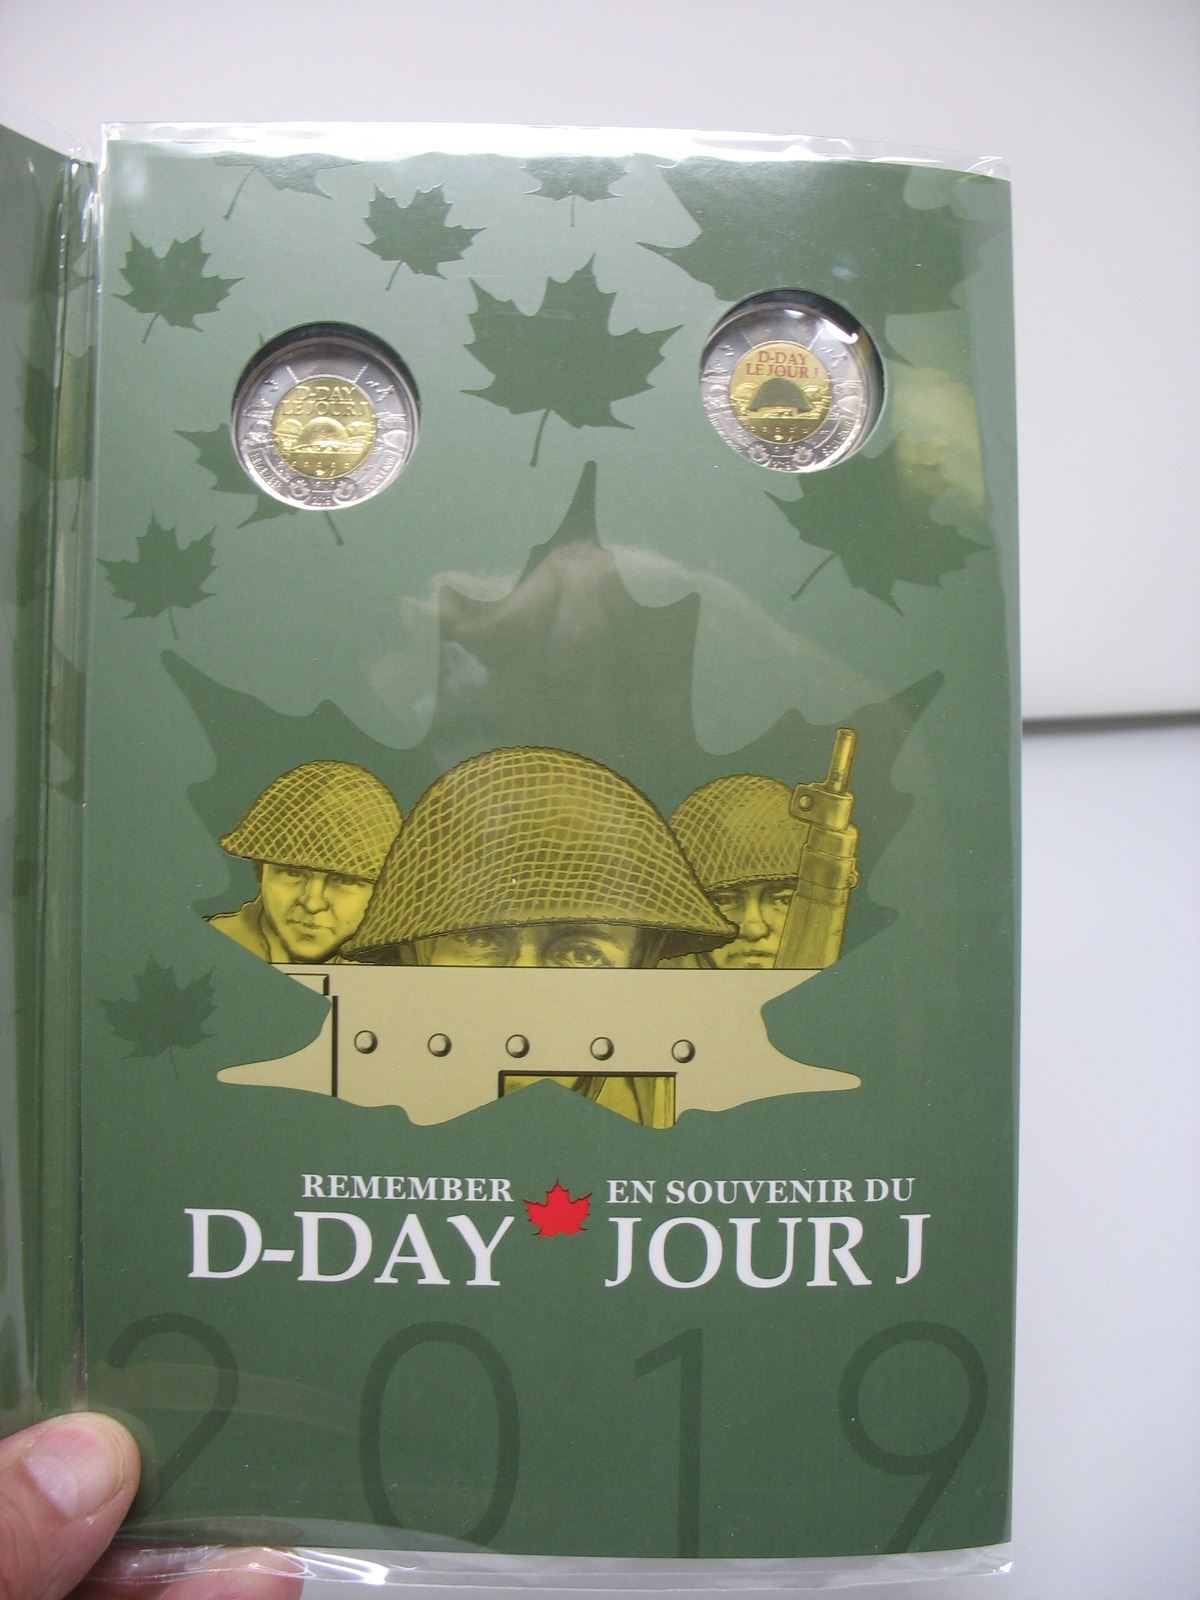 D-DAY
LE JOUR J
D-DAY
LE JOUR J
REMEMBER
D-DAY
EN SOUVENIR DU
JOUR J
2019